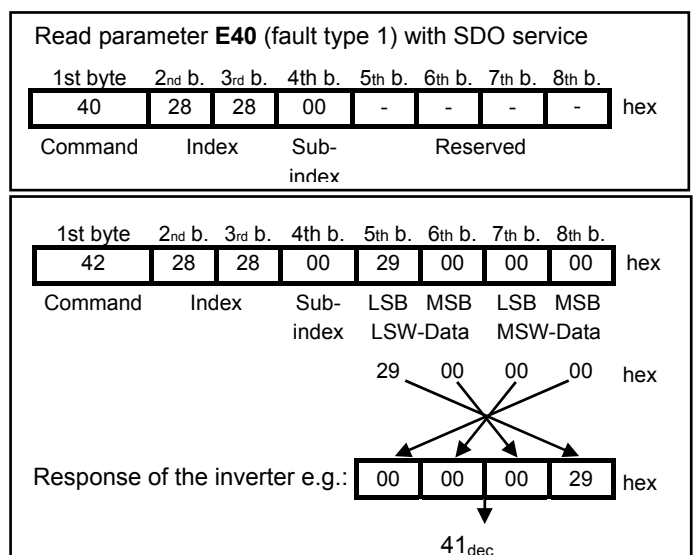 Read parameter E40 (fault type 1) with SDO service
1st byte 2nd b. 3rd b. 4th b. 5th b. 6th b. 7th b. 8th b.
40 28 28 00 - - - - hex
Command Index Sub- Reserved
index
1st byte 2nd b. 3rd b. 4th b. 5th b. 6th b. 7th b. 8th b.
42 28 28 00 29 00 00 00 hex
Command Index Sub- LSB MSB LSB MSB
index LSW-Data MSW-Data
29 00 00 00 hex
Response of the inverter e.g.: 00 00 00 29 hex
41dec